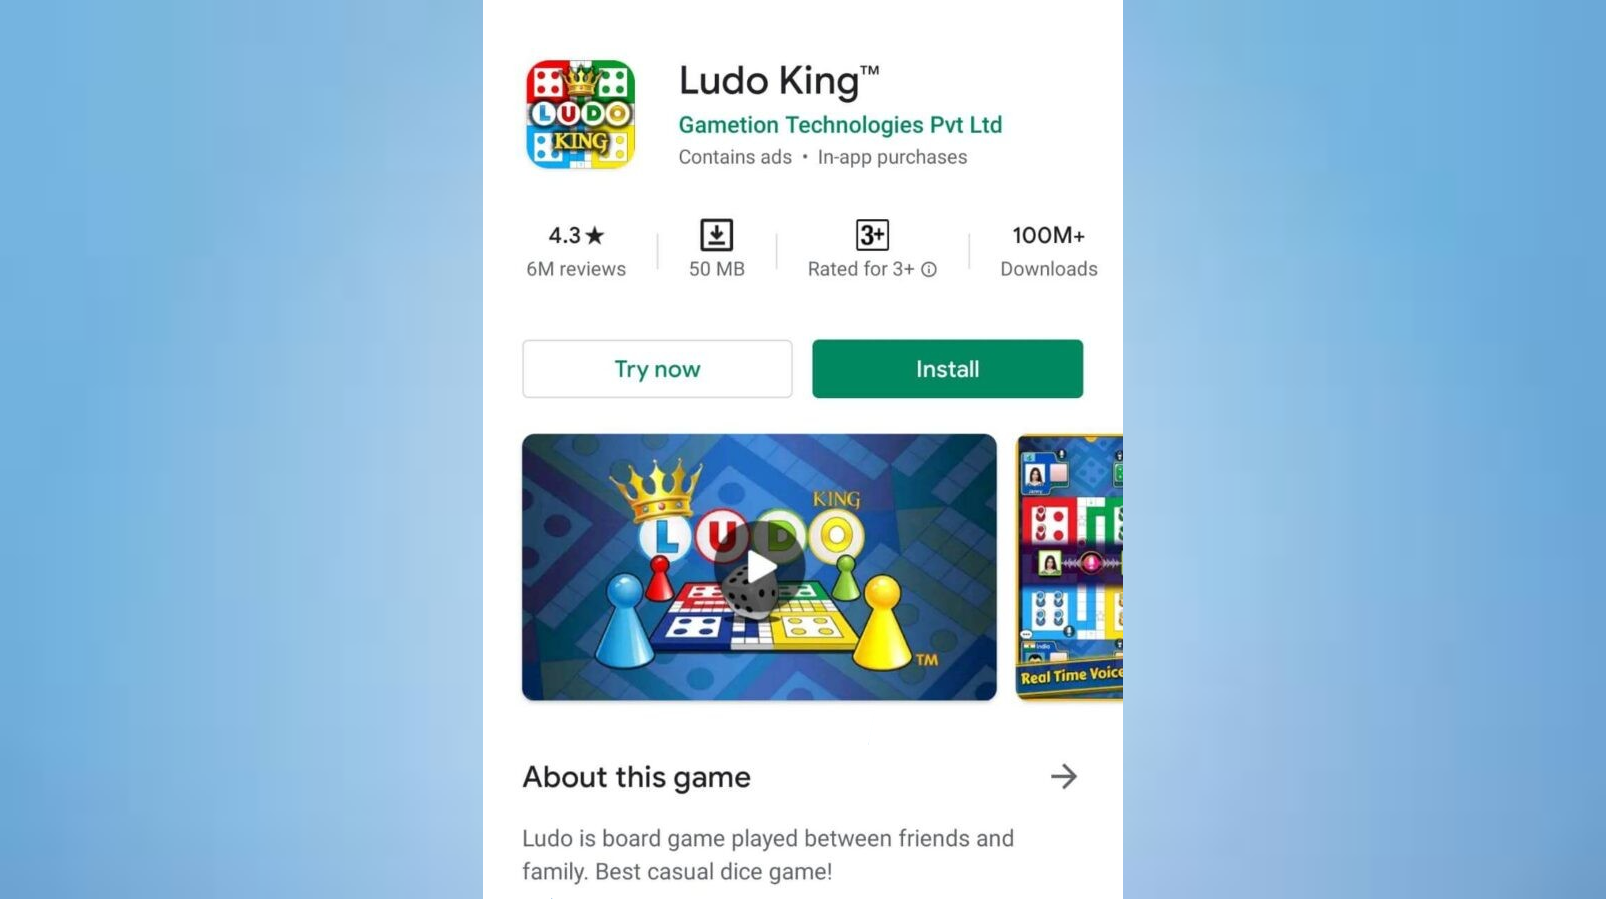 LUDO
KING
Ludo King™
Gametion Technologies Pvt Ltd
Contains ads • In-app purchases
4.3★
6M reviews
50 MB
3+
Rated for 3+
100M+
Downloads
Try now
Install
KING
LUDO
TM
Real Time Voice
About this game
Ludo is board game played between friends and
family. Best casual dice game!